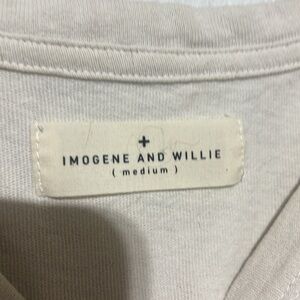 +
IMOGENE AND WILLIE
( medium )